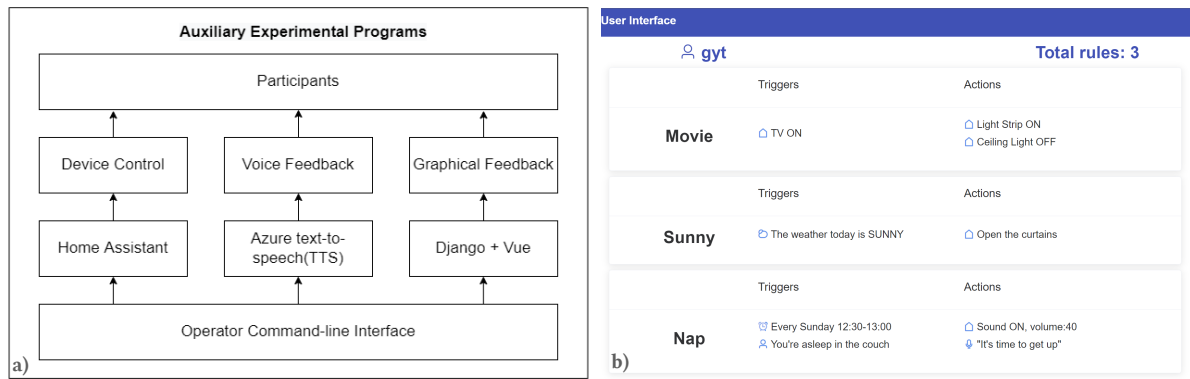 Auxiliary Experimental Programs
Participants
Device Control
Voice Feedback
Graphical Feedback
Home Assistant
Azure text-to-
speech(TTS)
Django + Vue
Operator Command-line Interface
a)
User Interface
gyt
Total rules: 3
Triggers
Actions
Movie
TV ON
Light Strip ON
Ceiling Light OFF
Triggers
Actions
Sunny
The weather today is SUNNY
Open the curtains
Triggers
Actions
Nap
Every Sunday 12:30-13:00
You're asleep in the couch
Sound ON, volume:40
"It's time to get up"
b)